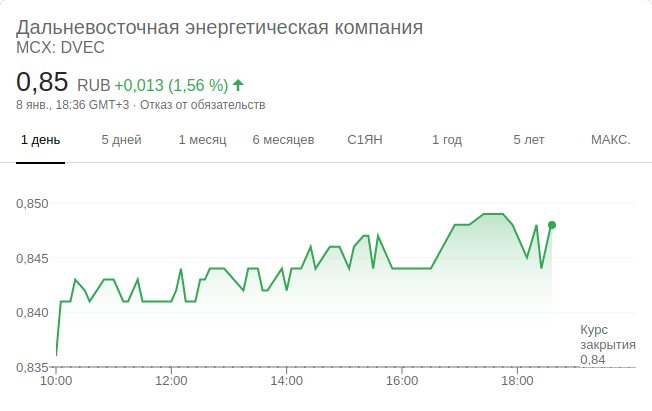 Дальневосточная энергетическая компания
MCX: DVEC
0,85 RUB +0,013 (1,56 %)
8 янв., 18:36 GMT+3 · Отказ от обязательств
1 день 5 дней 1 месяц 6 месяцев С1ЯН 1 год 5 лет МАКС.
0,850
0,845
0,840
Курс
закрытия
0,84
0,835
10:00 12:00 14:00 16:00 18:00